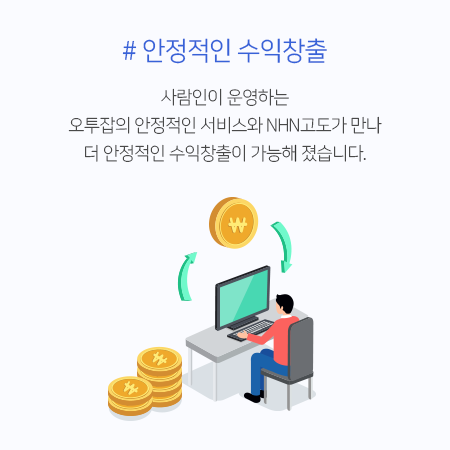 # 안정적인 수익창출
사람인이 운영하는
오투잡의 안정적인 서비스와 NHN고도가 만나
더 안정적인 수익창출이 가능해 졌습니다.
₩
₩
₩